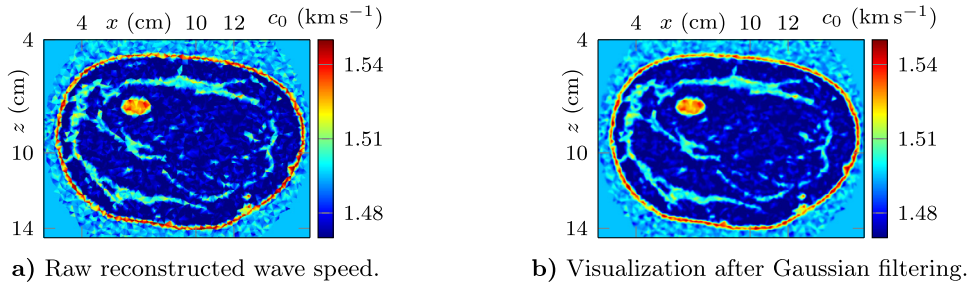 4 x (cm) 10 12 c₀ (km s⁻¹)
4
z (cm)
10
14
1.54
1.51
1.48
a) Raw reconstructed wave speed.
4 x (cm) 10 12 c₀ (km s⁻¹)
4
z (cm)
10
14
1.54
1.51
1.48
b) Visualization after Gaussian filtering.